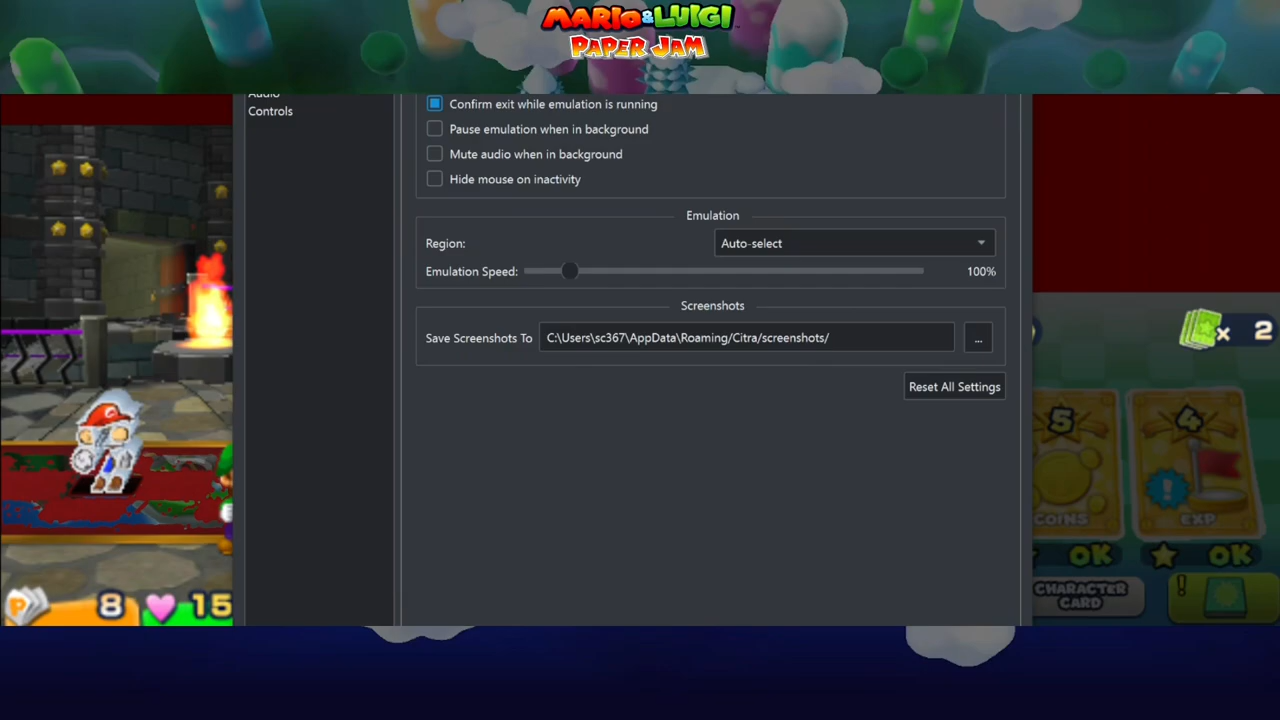 MARIO & LUIGI
PAPER JAM
Audio
Controls
Confirm exit while emulation is running
Pause emulation when in background
Mute audio when in background
Hide mouse on inactivity
Emulation
Region:
Auto-select
Emulation Speed:
100%
Screenshots
Save Screenshots To
C:\Users\sc367\AppData\Roaming/Citra/screenshots/
...
Reset All Settings
x 2
5
4
COINS
! EXP
OK
OK
CHARACTER
CARD
!
P 8
15